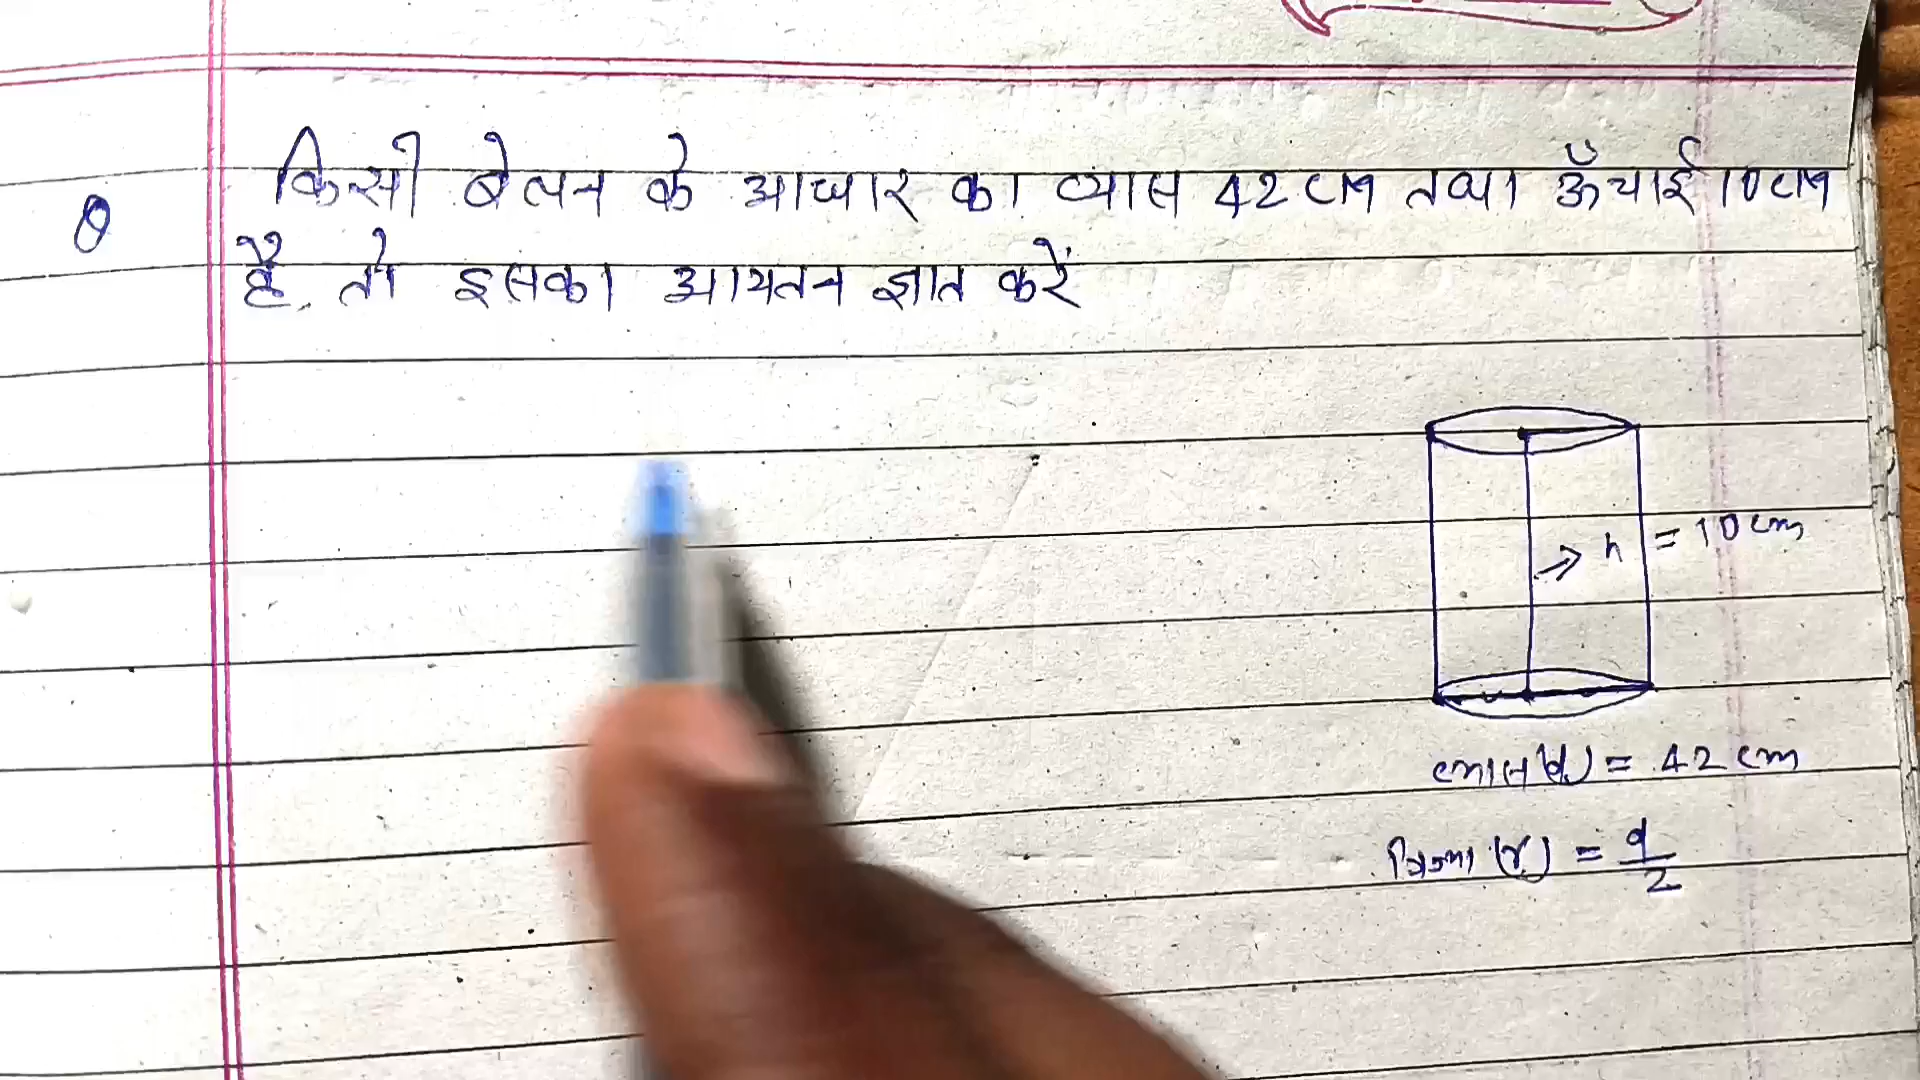 Q
किसी बेलन के आधार का व्यास 42 cm तथा ऊँचाई 10 cm
है, तो इसका आयतन ज्ञात करें
→ h = 10 cm
व्यास (d) = 42 cm
त्रिज्या (r) = d/2